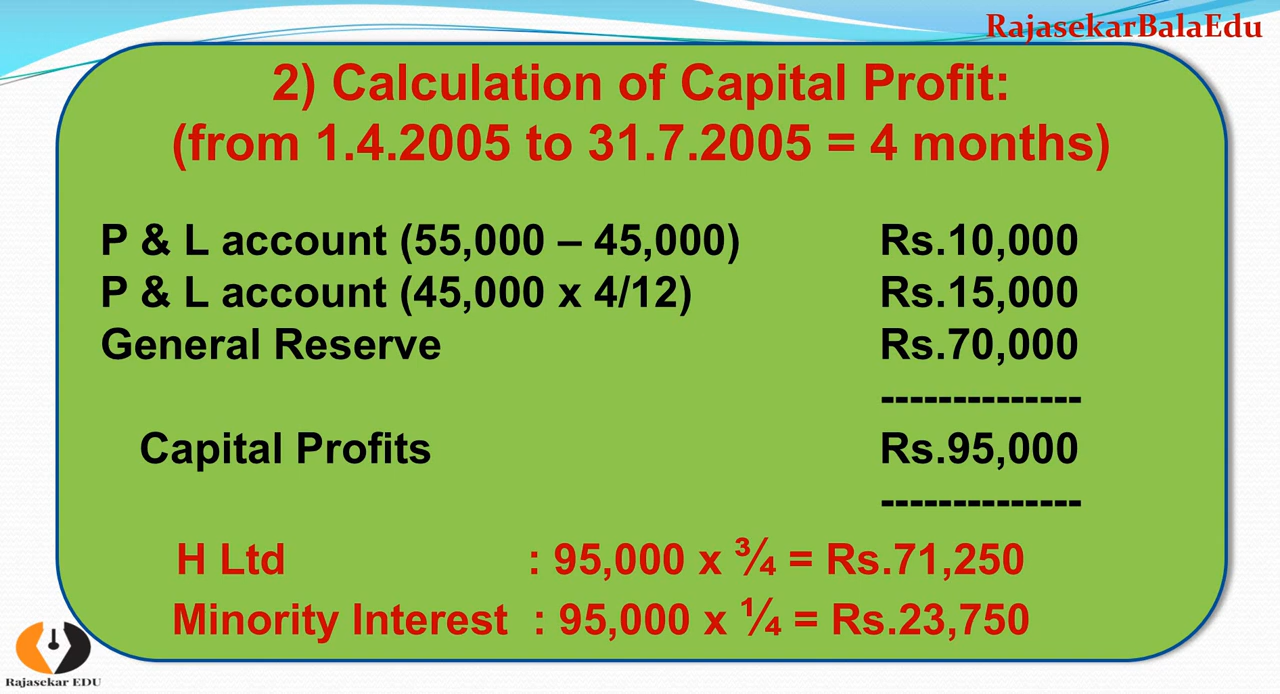 RajasekarBalaEdu
2) Calculation of Capital Profit:
(from 1.4.2005 to 31.7.2005 = 4 months)
P & L account (55,000 – 45,000) Rs.10,000
P & L account (45,000 x 4/12) Rs.15,000
General Reserve Rs.70,000
--------------
Capital Profits Rs.95,000
--------------
H Ltd : 95,000 x ¾ = Rs.71,250
Minority Interest : 95,000 x ¼ = Rs.23,750
Rajasekar EDU